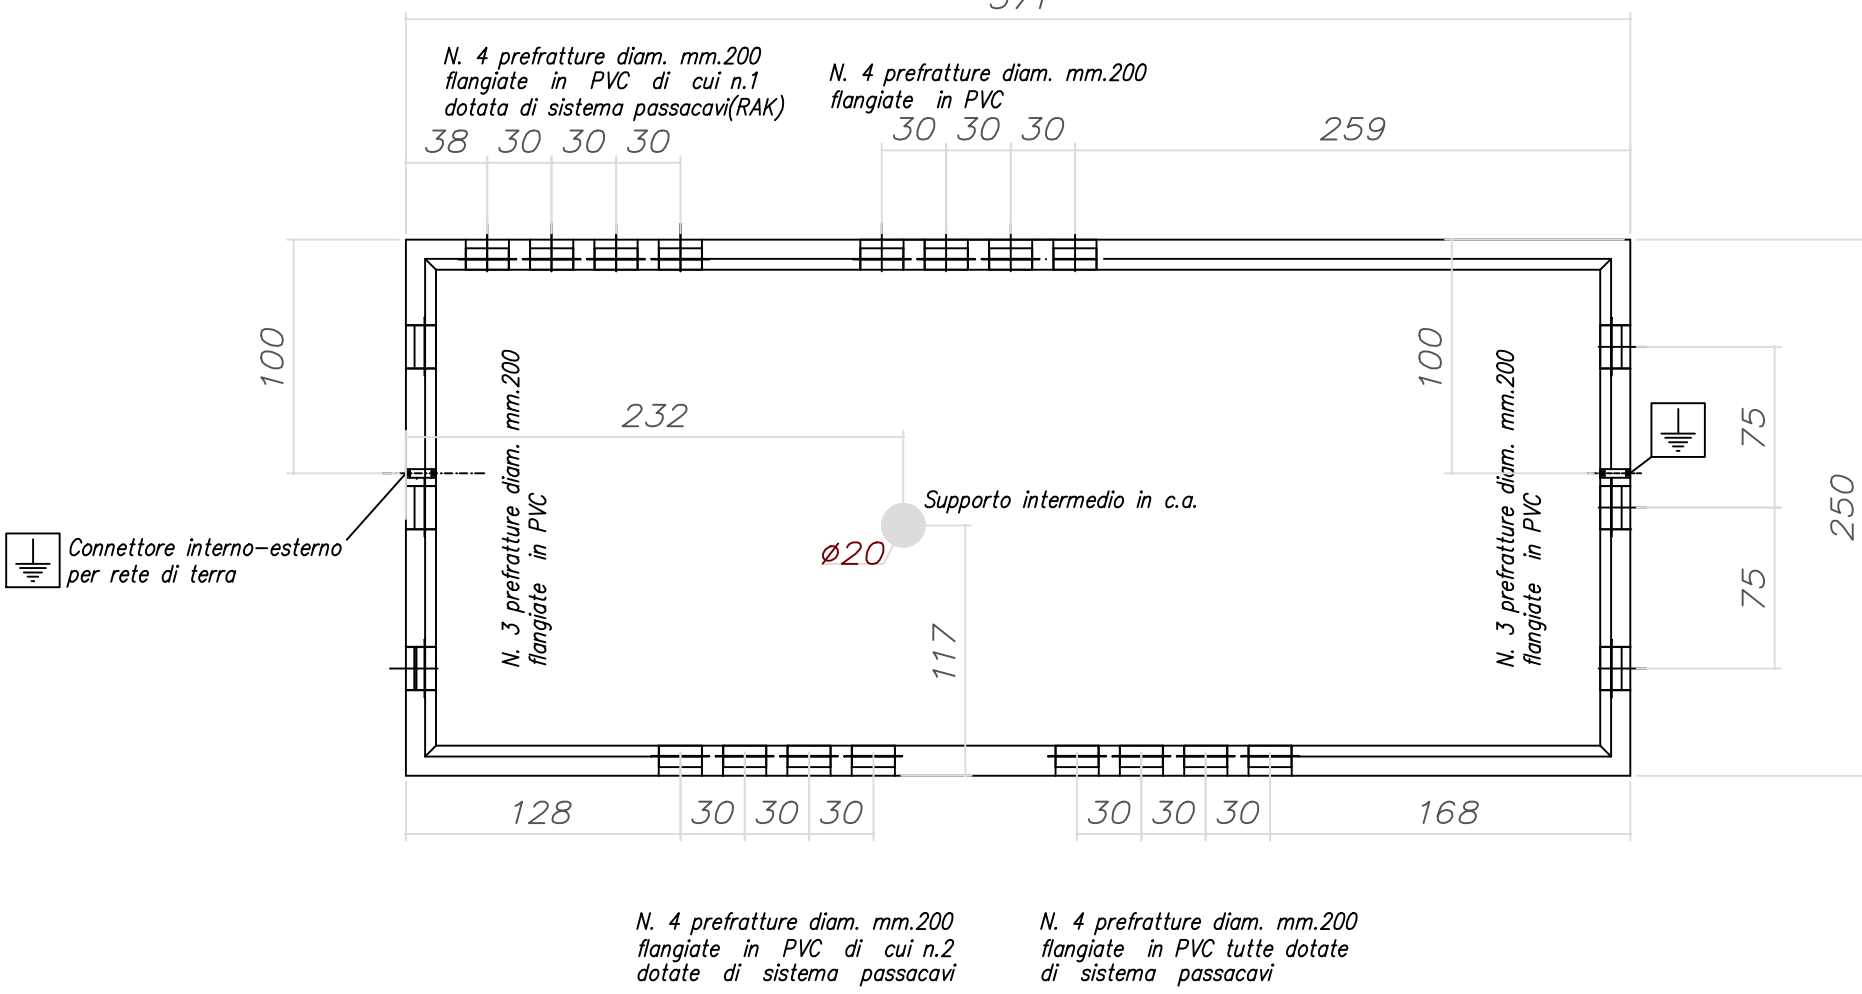 N. 4 prefratture diam. mm.200
flangiate in PVC di cui n.1
dotata di sistema passacavi(RAK)
N. 4 prefratture diam. mm.200
flangiate in PVC
38 30 30 30
30 30 30 259
100
100
232
N. 3 prefratture diam. mm.200
flangiate in PVC
N. 3 prefratture diam. mm.200
flangiate in PVC
75
75
250
Supporto intermedio in c.a.
ø20
117
Connettore interno-esterno
per rete di terra
128 30 30 30
30 30 30 168
N. 4 prefratture diam. mm.200
flangiate in PVC di cui n.2
dotate di sistema passacavi
N. 4 prefratture diam. mm.200
flangiate in PVC tutte dotate
di sistema passacavi